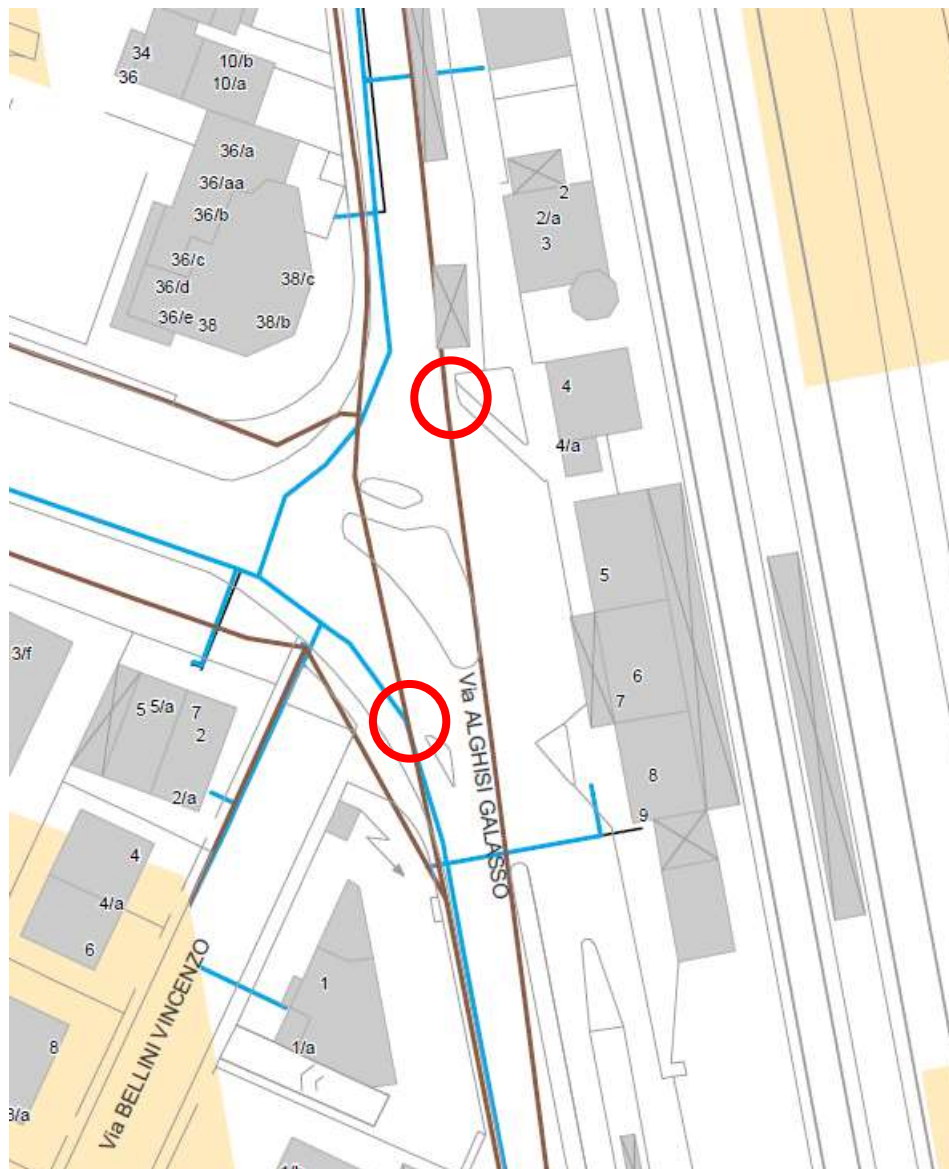 34
10/b
36
10/a
36/a
36/aa
2
36/b
2/a
3
36/c
38/c
36/d
36/e
38
38/b
4
4/a
5
3/f
6
5
5/a
7
7
2
8
2/a
9
4
4/a
6
1
8
1/a
Via ALGHISI GALASSO
Via BELLINI VINCENZO